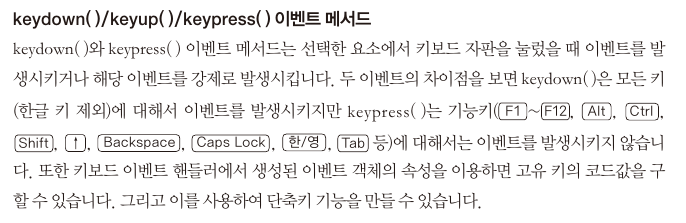 keydown( )/keyup( )/keypress( ) 이벤트 메서드
keydown( )와 keypress( ) 이벤트 메서드는 선택한 요소에서 키보드 자판을 눌렀을 때 이벤트를 발
생시키거나 해당 이벤트를 강제로 발생시킵니다. 두 이벤트의 차이점을 보면 keydown( )은 모든 키
(한글 키 제외)에 대해서 이벤트를 발생시키지만 keypress( )는 기능키(F1~F12, Alt, Ctrl,
Shift, ↑, Backspace, Caps Lock, 한/영, Tab 등)에 대해서는 이벤트를 발생시키지 않습니
다. 또한 키보드 이벤트 핸들러에서 생성된 이벤트 객체의 속성을 이용하면 고유 키의 코드값을 구
할 수 있습니다. 그리고 이를 사용하여 단축키 기능을 만들 수 있습니다.